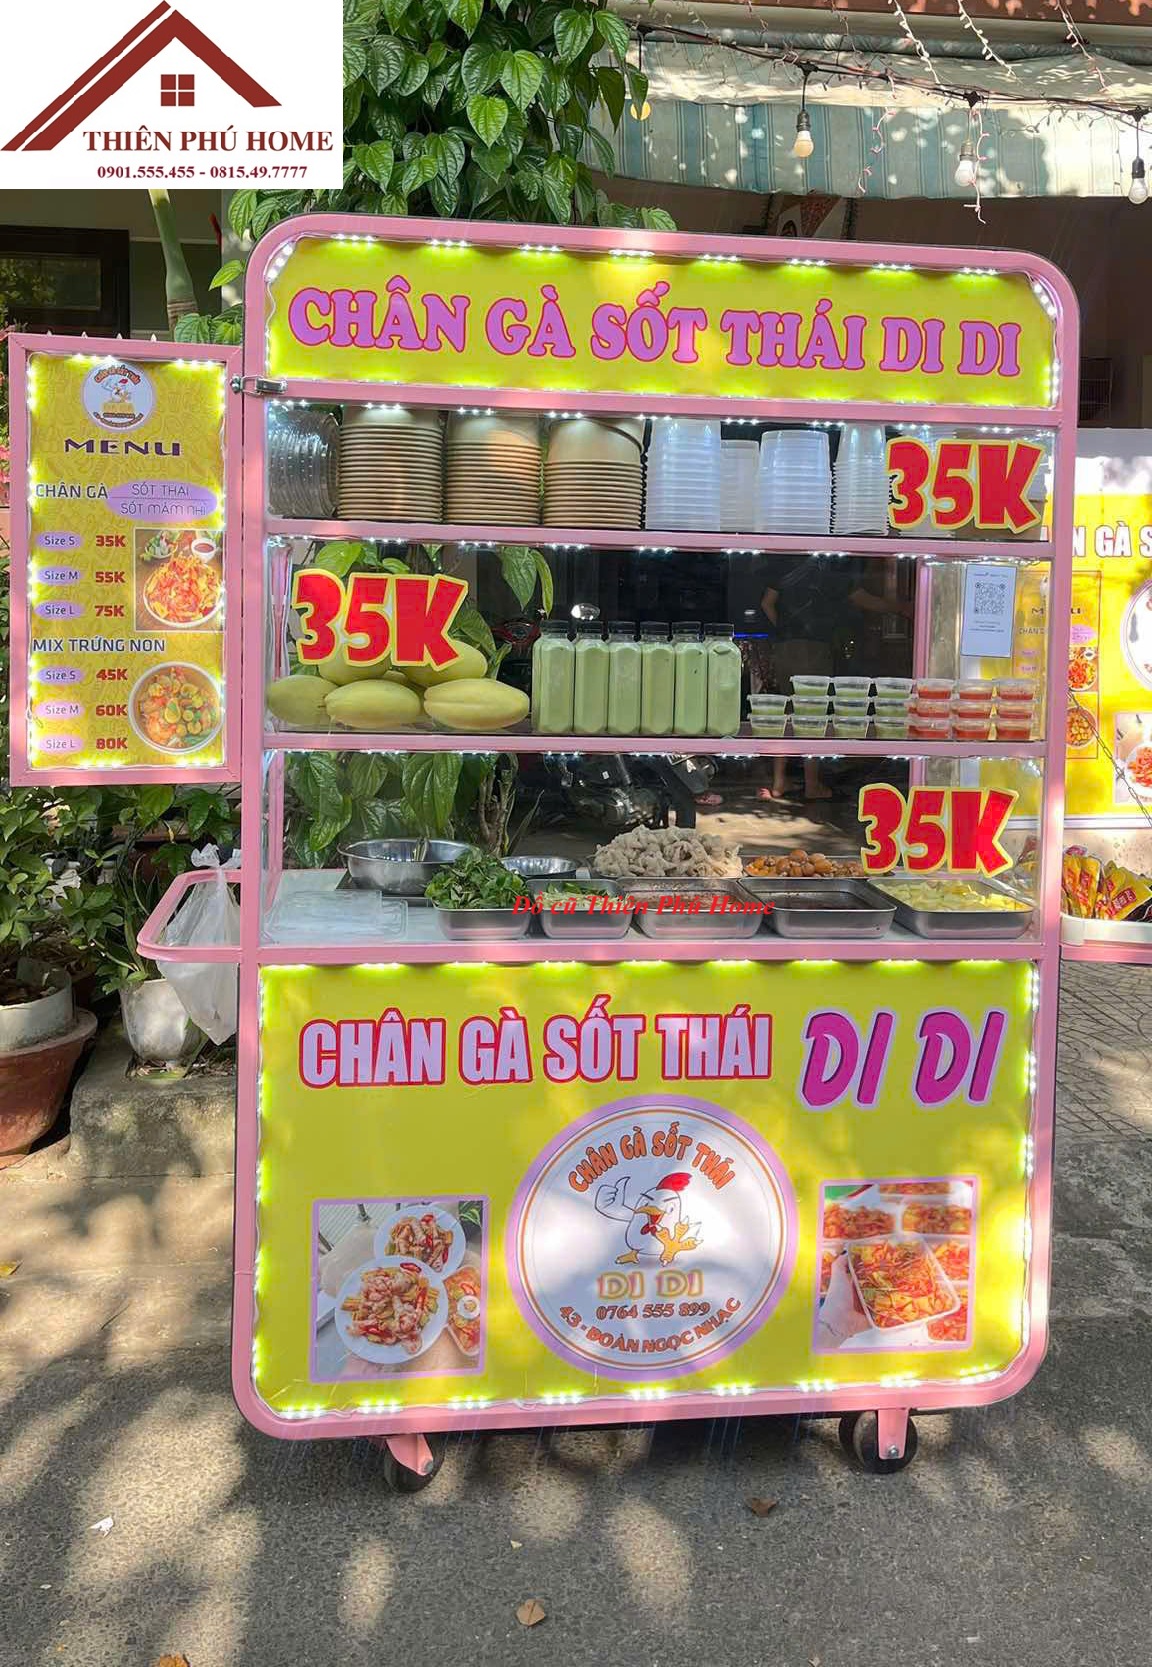 THIÊN PHÚ HOME
0901.555.455 - 0815.49.7777
CHÂN GÀ SỐT THÁI DI DI
MENU
CHÂN GÀ
SỐT THÁI
SỐT MẮM NHĨ
Size S 35K
Size M 55K
Size L 75K
MIX TRỨNG NON
Size S 45K
Size M 60K
Size L 80K
35K
35K
35K
N GÀ S
Đồ cũ Thiên Phú Home
CHÂN GÀ SỐT THÁI DI DI
CHÂN GÀ SỐT THÁI
DI DI
0764 555 899
43 - ĐOÀN NGỌC NHẠC